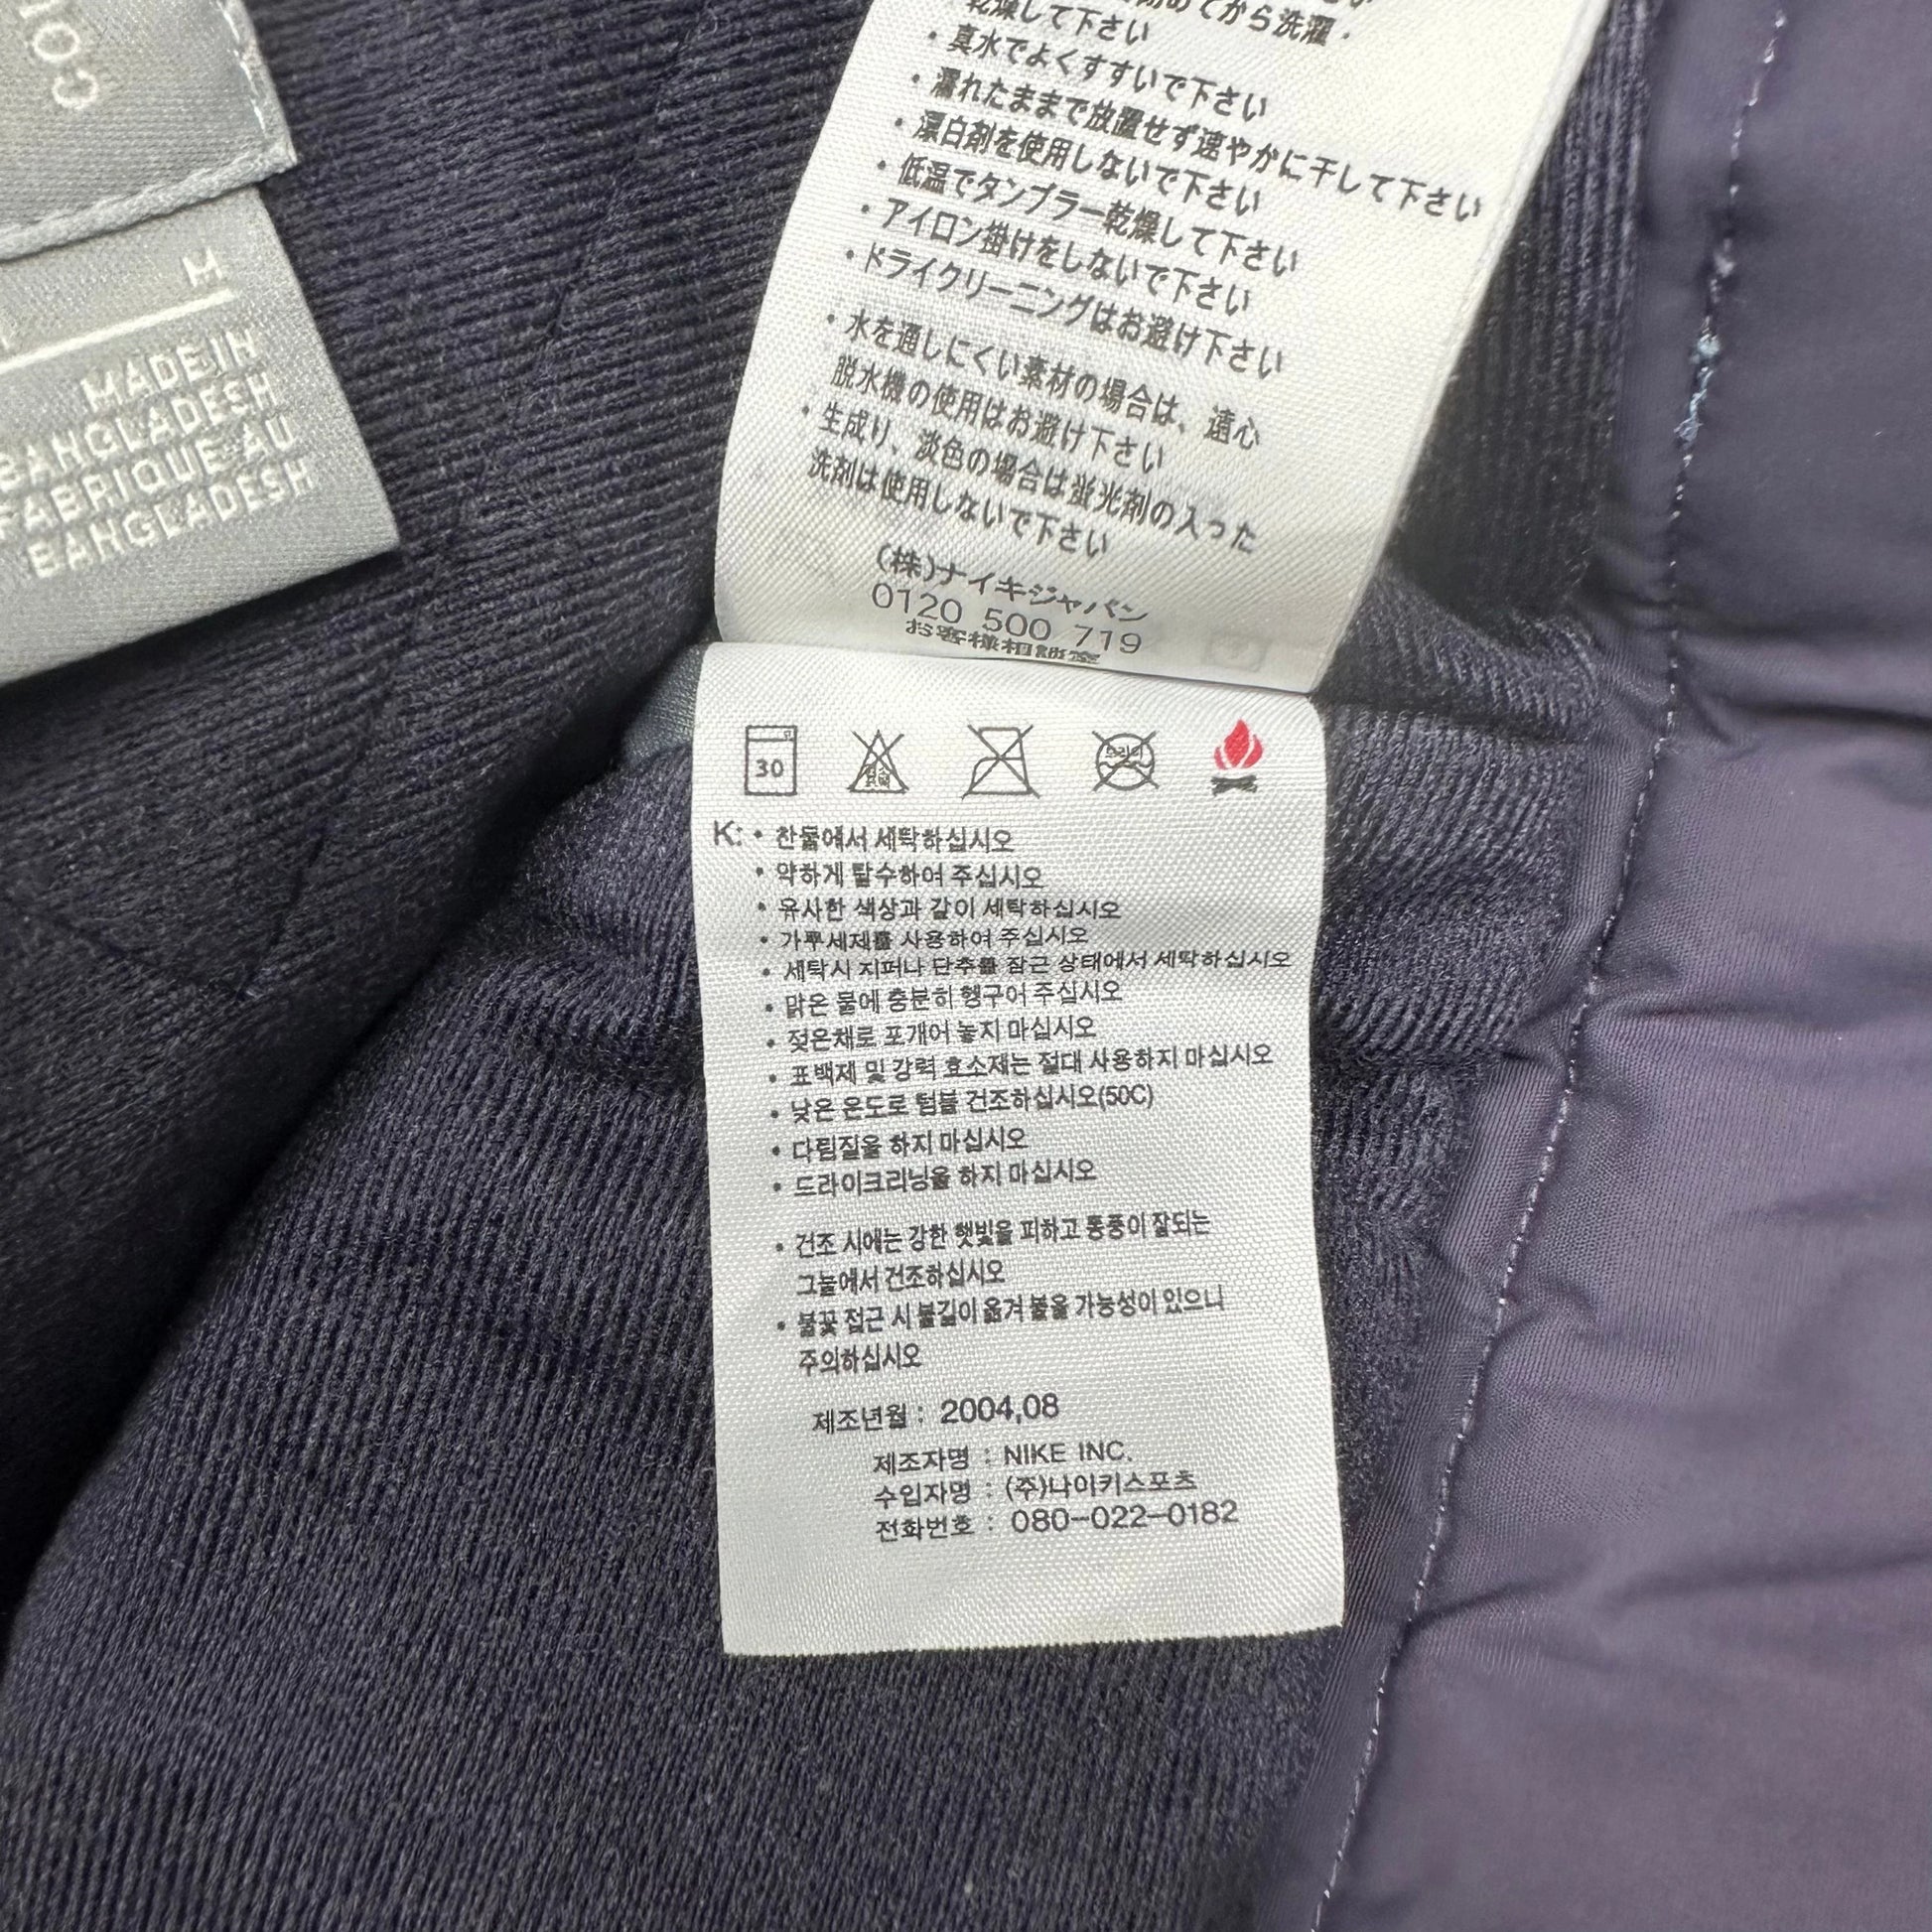 COL
M
MADE IN
BANGLADESH
FABRIQUE AU
BANGLADESH
めてから洗濯・
乾燥して下さい
・真水でよくすすいで下さい
・濡れたままで放置せず速やかに干して下さい
・漂白剤を使用しないで下さい
・低温でタンブラー乾燥して下さい
・アイロン掛けをしないで下さい
・ドライクリーニングはお避け下さい
・水を通しにくい素材の場合は、遠心
脱水機の使用はお避け下さい
・生成り、淡色の場合は蛍光剤の入った
洗剤は使用しないで下さい
(株)ナイキジャパン
0120 500 719
お客様相談室
30
염소
드라이
K: • 찬물에서 세탁하십시오
• 약하게 탈수하여 주십시오
• 유사한 색상과 같이 세탁하십시오
• 가루세제를 사용하여 주십시오
• 세탁시 지퍼나 단추를 잠근 상태에서 세탁하십시오
• 맑은 물에 충분히 헹구어 주십시오
• 젖은채로 포개어 놓지 마십시오
• 표백제 및 강력 효소제는 절대 사용하지 마십시오
• 낮은 온도로 텀블 건조하십시오(50C)
• 다림질을 하지 마십시오
• 드라이크리닝을 하지 마십시오
• 건조 시에는 강한 햇빛을 피하고 통풍이 잘되는
그늘에서 건조하십시오
• 불꽃 접근 시 불길이 옮겨 붙을 가능성이 있으니
주의하십시오
제조년월 : 2004,08
제조자명 : NIKE INC.
수입자명 : (주)나이키스포츠
전화번호 : 080-022-0182